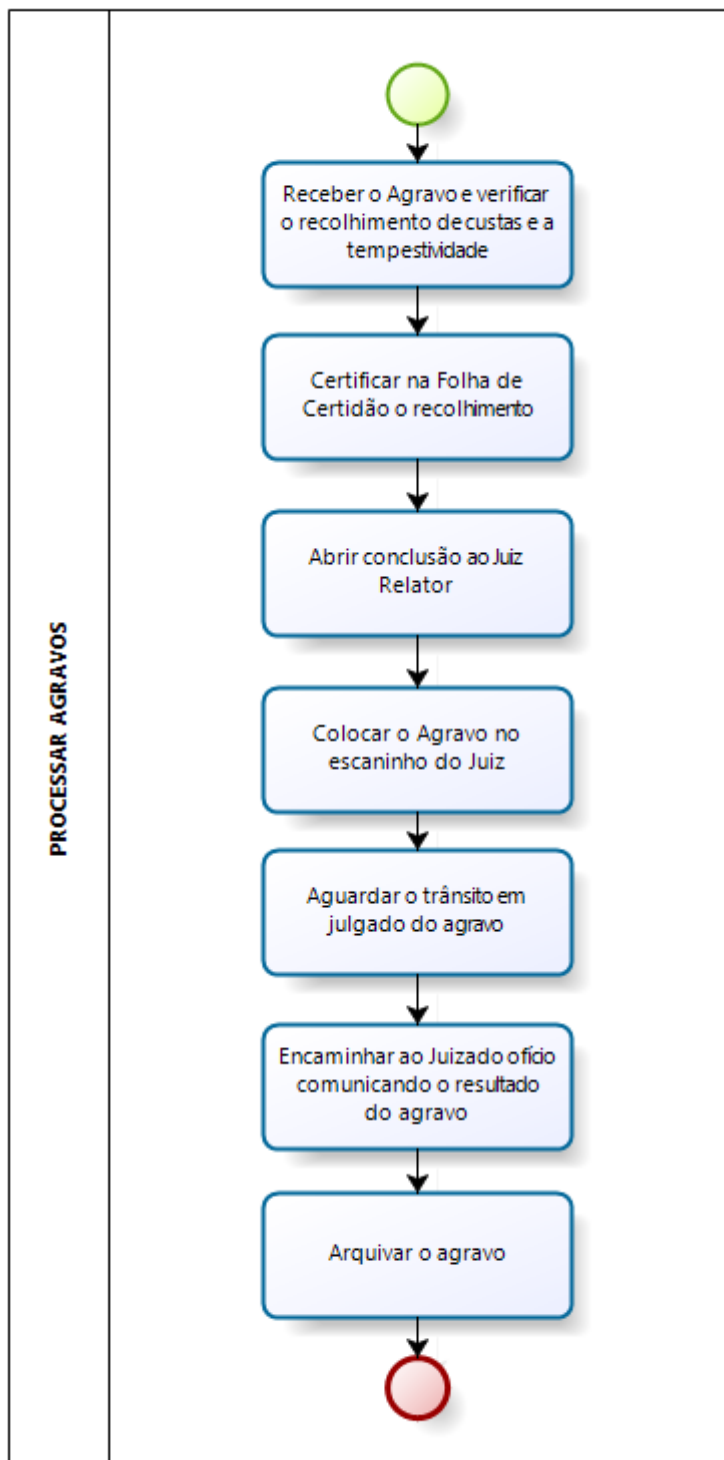 PROCESSAR AGRAVOS
Receber o Agravo e verificar
o recolhimento de custas e a
tempestividade
Certificar na Folha de
Certidão o recolhimento
Abrir conclusão ao Juiz
Relator
Colocar o Agravo no
escaninho do Juiz
Aguardar o trânsito em
julgado do agravo
Encaminhar ao Juizado ofício
comunicando o resultado
do agravo
Arquivar o agravo